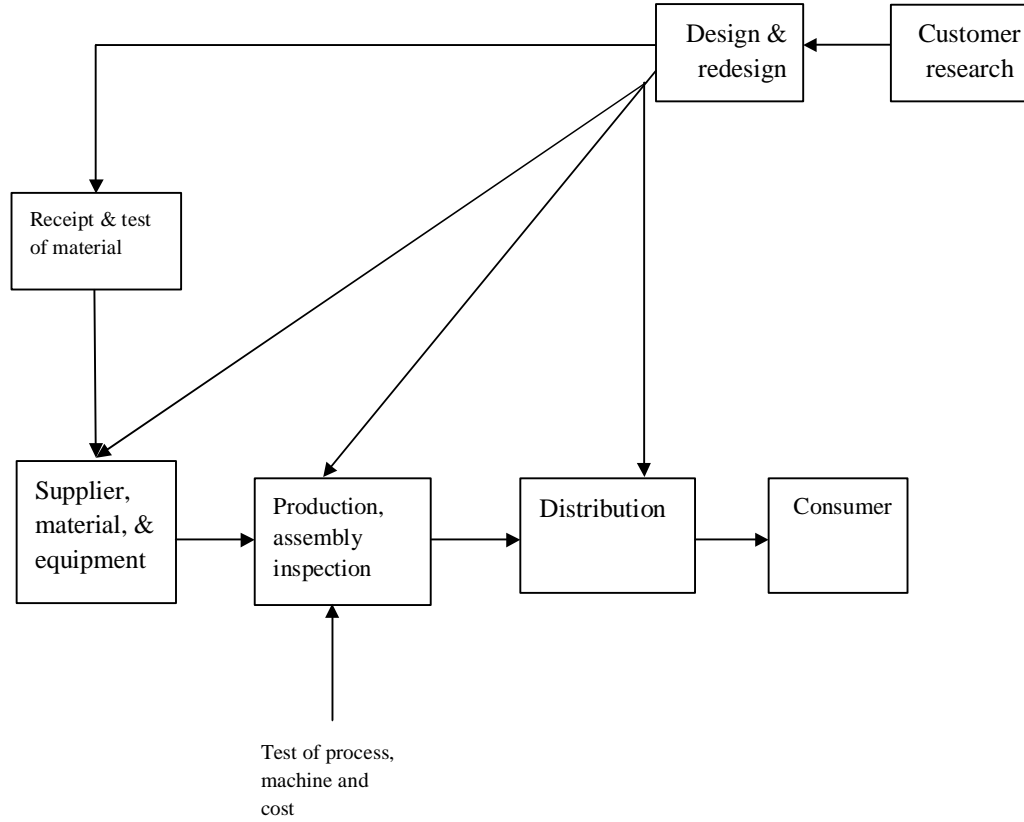 Design &
redesign
Customer
research
Receipt & test
of material
Supplier,
material, &
equipment
Production,
assembly
inspection
Distribution
Consumer
Test of process,
machine and
cost